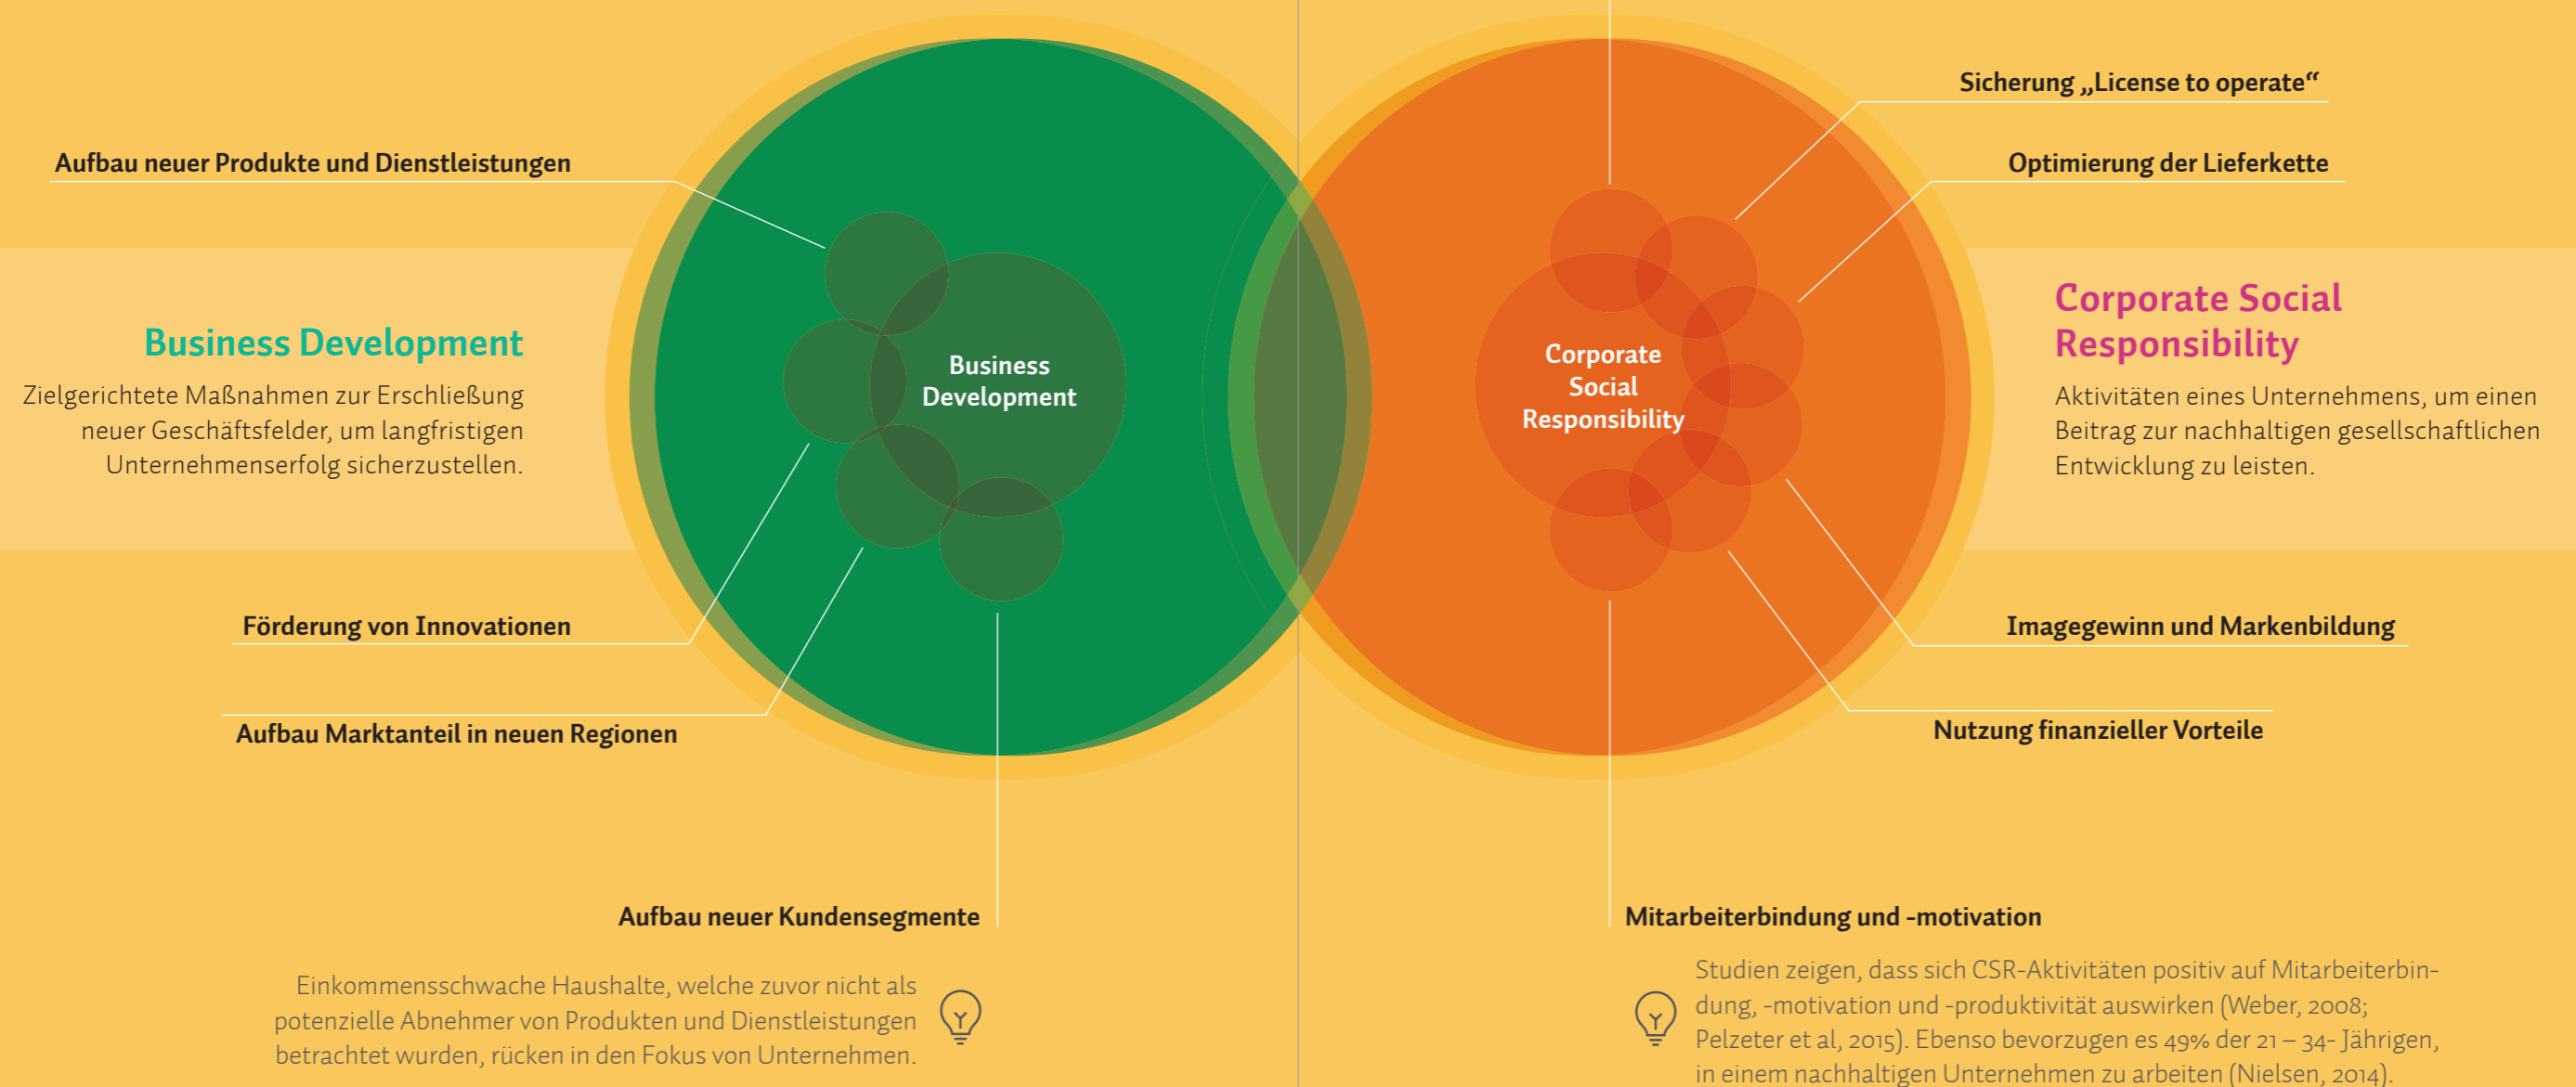 Aufbau neuer Produkte und Dienstleistungen
Business Development
Zielgerichtete Maßnahmen zur Erschließung
neuer Geschäftsfelder, um langfristigen
Unternehmenserfolg sicherzustellen.
Förderung von Innovationen
Aufbau Marktanteil in neuen Regionen
Business
Development
Aufbau neuer Kundensegmente
Einkommensschwache Haushalte, welche zuvor nicht als
potenzielle Abnehmer von Produkten und Dienstleistungen
betrachtet wurden, rücken in den Fokus von Unternehmen.
Corporate
Social
Responsibility
Sicherung „License to operate“
Optimierung der Lieferkette
Corporate Social
Responsibility
Aktivitäten eines Unternehmens, um einen
Beitrag zur nachhaltigen gesellschaftlichen
Entwicklung zu leisten.
Imagegewinn und Markenbildung
Nutzung finanzieller Vorteile
Mitarbeiterbindung und -motivation
Studien zeigen, dass sich CSR-Aktivitäten positiv auf Mitarbeiterbin-
dung, -motivation und -produktivität auswirken (Weber, 2008;
Pelzeter et al, 2015). Ebenso bevorzugen es 49% der 21 – 34- Jährigen,
in einem nachhaltigen Unternehmen zu arbeiten (Nielsen, 2014).